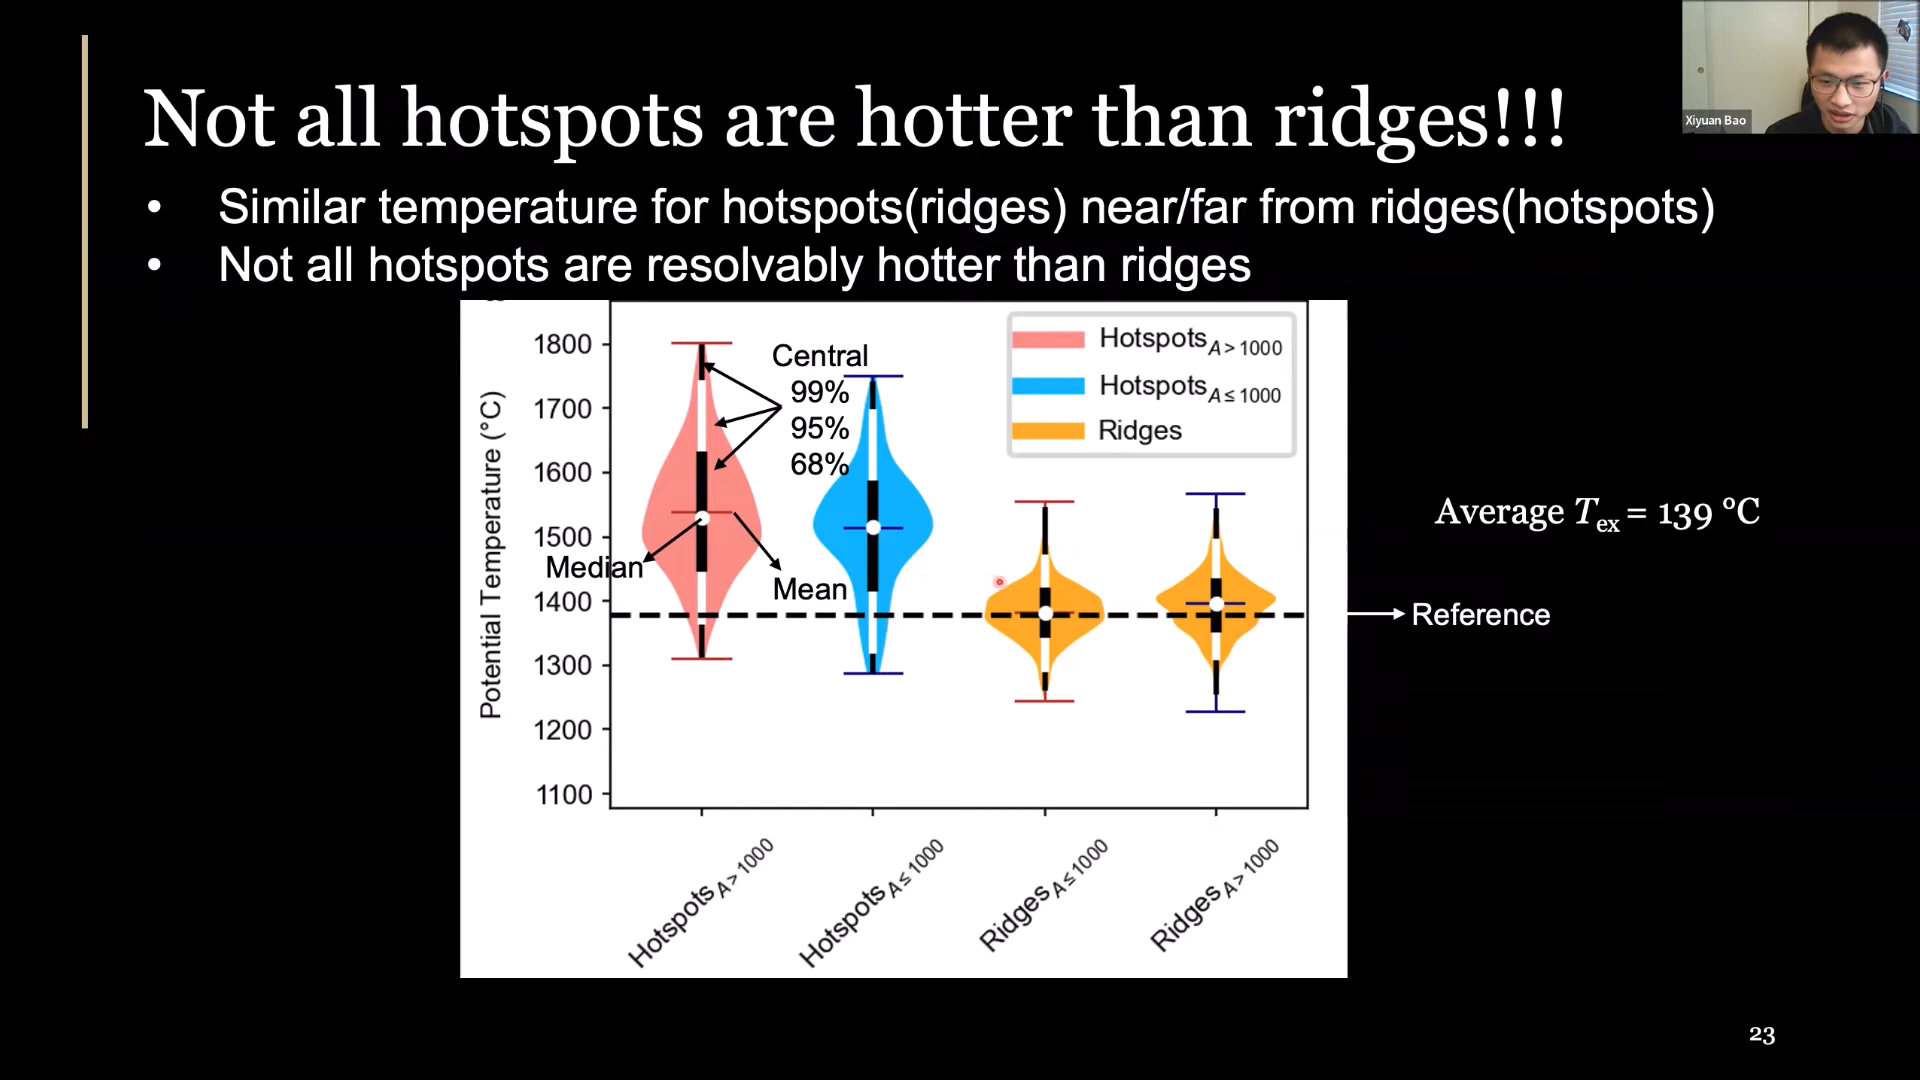 Xiyuan Bao
Not all hotspots are hotter than ridges!!!
• Similar temperature for hotspots(ridges) near/far from ridges(hotspots)
• Not all hotspots are resolvably hotter than ridges
Potential Temperature (°C)
1800
1700
1600
1500
1400
1300
1200
1100
Central
99%
95%
68%
Median
Mean
Hotspots A > 1000
Hotspots A ≤ 1000
Ridges
Hotspots A > 1000
Hotspots A ≤ 1000
Ridges A ≤ 1000
Ridges A > 1000
Average Tex = 139 °C
Reference
23